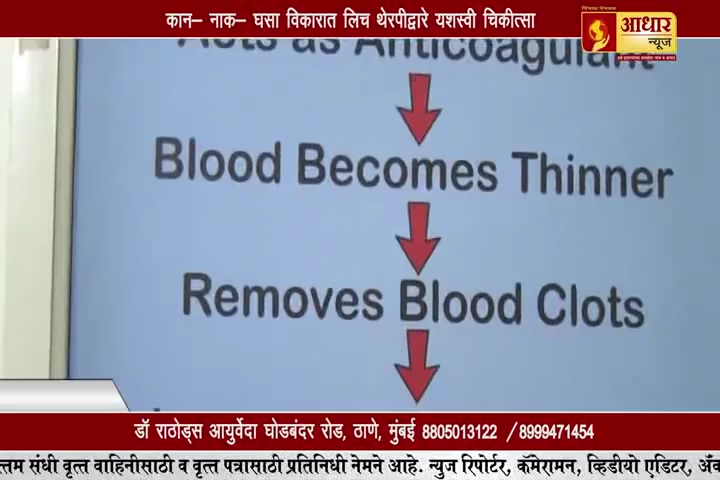 कान– नाक– घसा विकारात लिच थेरपीद्वारे यशस्वी चिकीत्सा
आधार
न्यूज
Acts as Anticoagulant
Blood Becomes Thinner
Removes Blood Clots
डॉ राठोड्स आयुर्वेदा घोडबंदर रोड, ठाणे, मुंबई 8805013122 /8999471454
त्तम संधी वृत्त वाहिनीसाठी व वृत्त पत्रासाठी प्रतिनिधी नेमने आहे. न्युज रिपोर्टर, कॅमेरामन, व्हिडीयो एडिटर, अँक